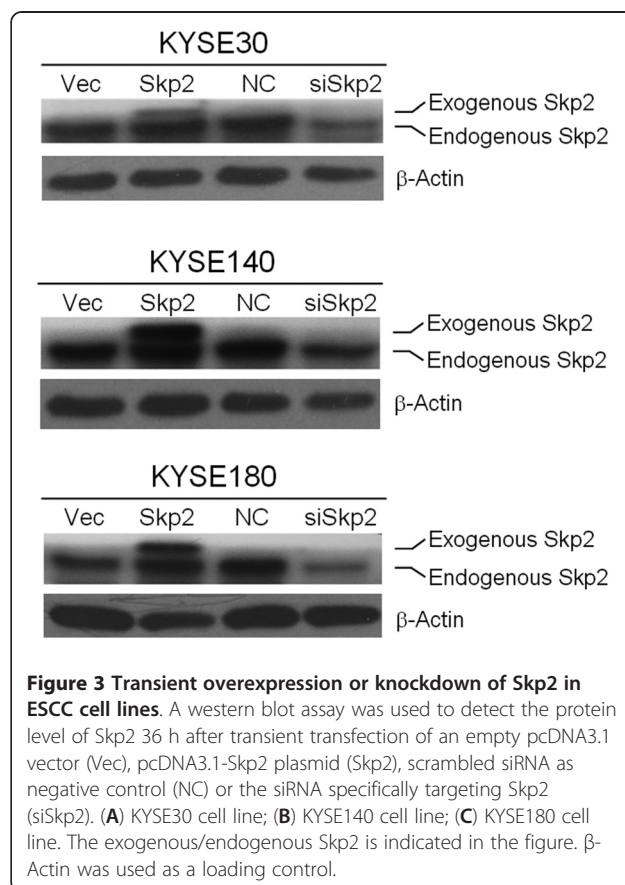 KYSE30
Vec Skp2 NC siSkp2
Exogenous Skp2
Endogenous Skp2
β-Actin
KYSE140
Vec Skp2 NC siSkp2
Exogenous Skp2
Endogenous Skp2
β-Actin
KYSE180
Vec Skp2 NC siSkp2
Exogenous Skp2
Endogenous Skp2
β-Actin
Figure 3 Transient overexpression or knockdown of Skp2 in
ESCC cell lines. A western blot assay was used to detect the protein
level of Skp2 36 h after transient transfection of an empty pcDNA3.1
vector (Vec), pcDNA3.1-Skp2 plasmid (Skp2), scrambled siRNA as
negative control (NC) or the siRNA specifically targeting Skp2
(siSkp2). (A) KYSE30 cell line; (B) KYSE140 cell line; (C) KYSE180 cell
line. The exogenous/endogenous Skp2 is indicated in the figure. β-
Actin was used as a loading control.